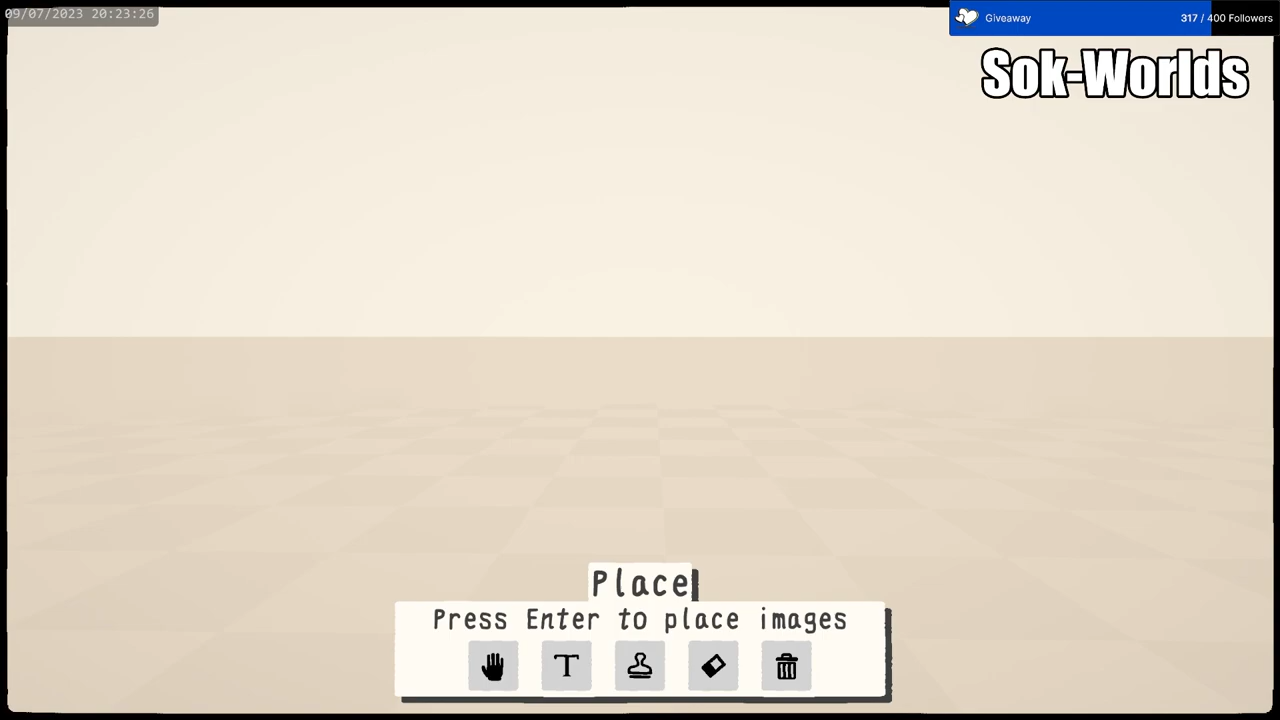 09/07/2023 20:23:26
Giveaway 317 / 400 Followers
Sok-Worlds
Place
Press Enter to place images
T